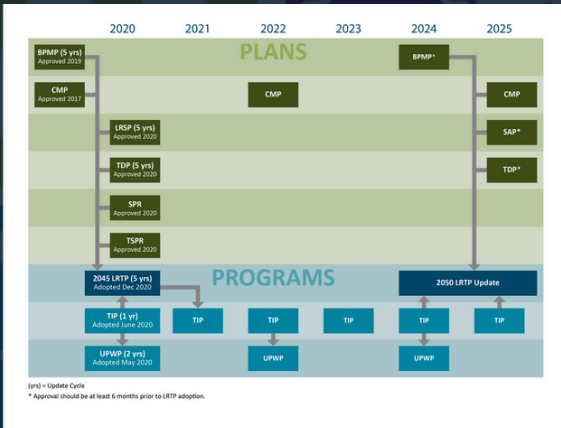 2020 2021 2022 2023 2024 2025
PLANS
BPMP (5 yrs)
Approved 2019
BPMP*
CMP
Approved 2017
CMP
CMP
LRSP (5 yrs)
Approved 2020
SAP*
TDP (5 yrs)
Approved 2020
TDP*
SPR
Approved 2020
TSPR
Approved 2020
PROGRAMS
2045 LRTP (5 yrs)
Adopted Dec 2020
2050 LRTP Update
TIP (1 yr)
Adopted June 2020
TIP
TIP
TIP
TIP
TIP
UPWP (2 yrs)
Adopted May 2020
UPWP
UPWP
(yrs) = Update Cycle
* Approval should be at least 6 months prior to LRTP adoption.